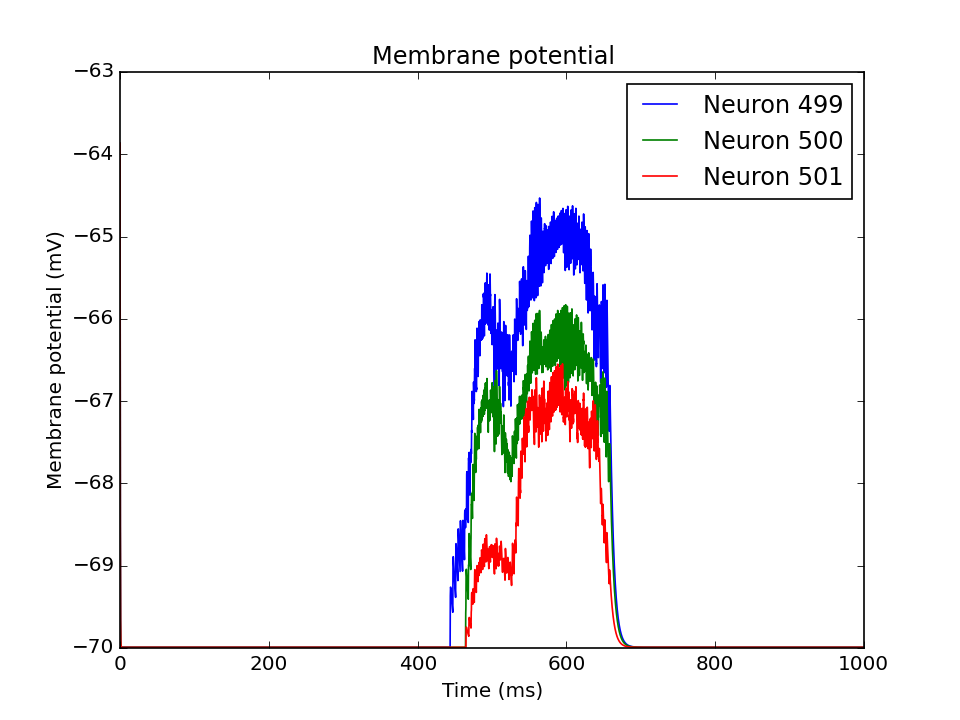 Membrane potential
Neuron 499
Neuron 500
Neuron 501
Membrane potential (mV)
−63
−64
−65
−66
−67
−68
−69
−70
0 200 400 600 800 1000
Time (ms)